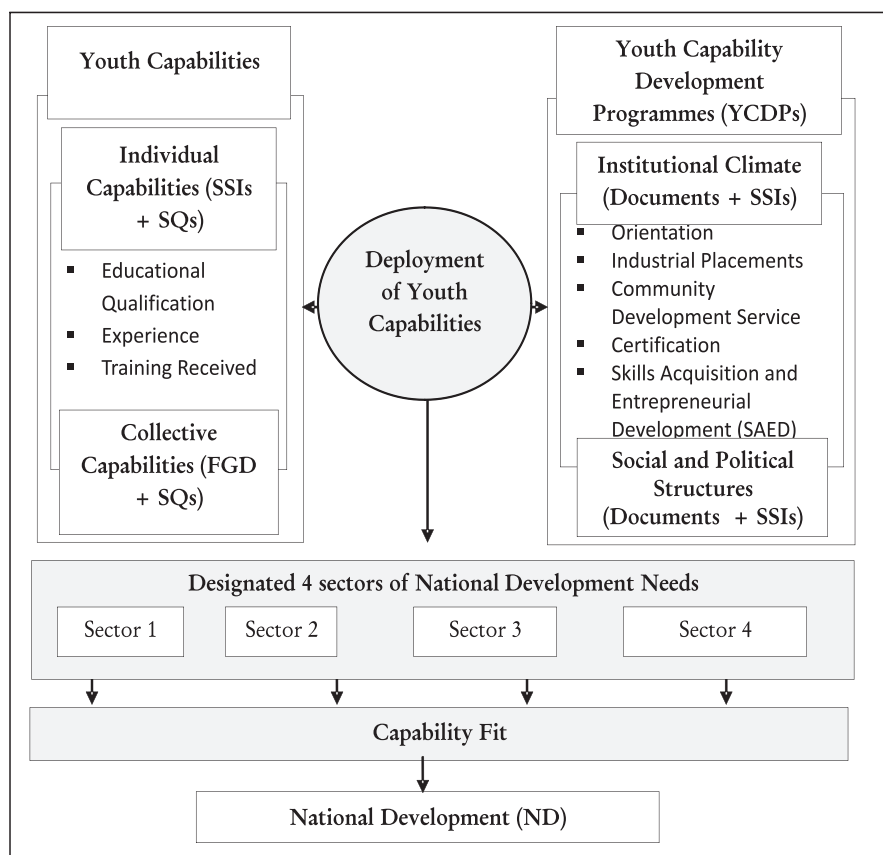 Youth Capabilities
Individual
Capabilities (SSIs
+ SQs)
▪ Educational
Qualification
▪ Experience
▪ Training Received
Collective
Capabilities (FGD
+ SQs)
Deployment
of Youth
Capabilities
Youth Capability
Development
Programmes (YCDPs)
Institutional Climate
(Documents + SSIs)
▪ Orientation
▪ Industrial Placements
▪ Community
Development Service
▪ Certification
▪ Skills Acquisition and
Entrepreneurial
Development (SAED)
Social and Political
Structures
(Documents + SSIs)
Designated 4 sectors of National Development Needs
Sector 1
Sector 2
Sector 3
Sector 4
Capability Fit
National Development (ND)